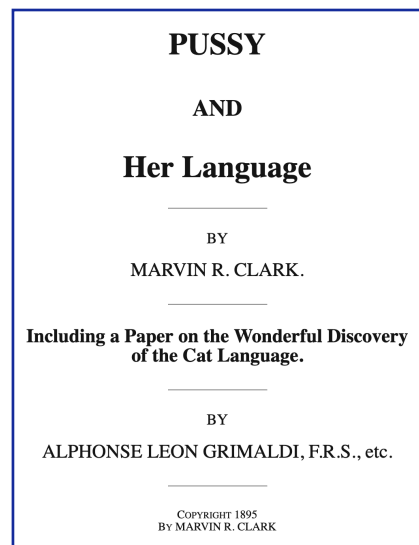 PUSSY
AND
Her Language
BY
MARVIN R. CLARK.
Including a Paper on the Wonderful Discovery
of the Cat Language.
BY
ALPHONSE LEON GRIMALDI, F.R.S., etc.
COPYRIGHT 1895
BY MARVIN R. CLARK